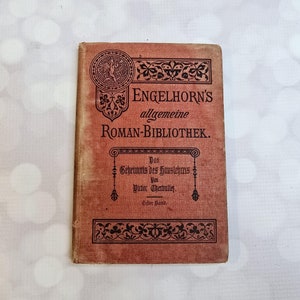 ENGELHORN'S
allgemeine
ROMAN-BIBLIOTHEK.
Das
Geheimnis des Hauslehrers
Von
Victor Cherbuliez.
Erster Band.